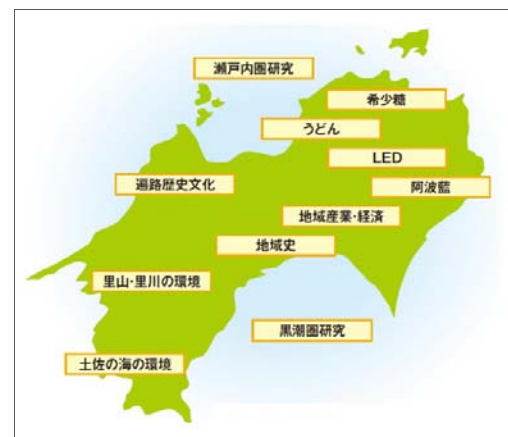 瀬戸内圏研究
希少糖
うどん
LED
遍路歴史文化
阿波藍
地域産業・経済
地域史
里山・里川の環境
黒潮圏研究
土佐の海の環境